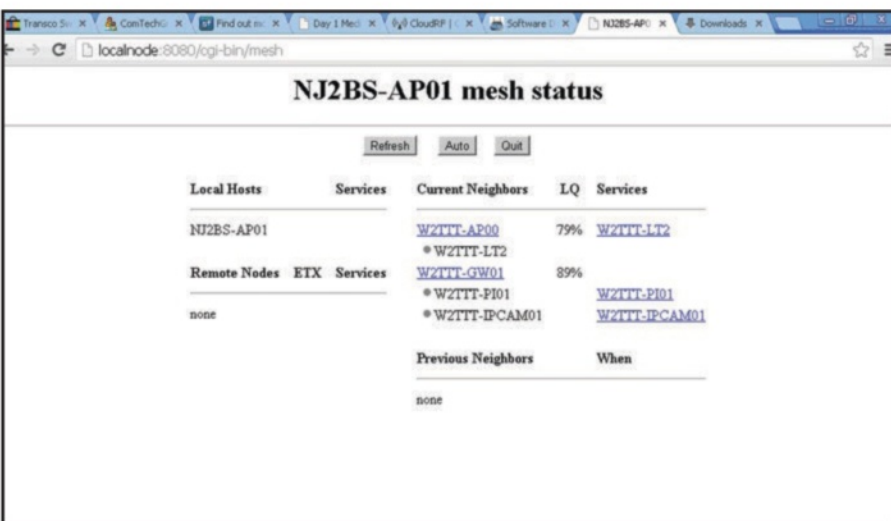 Transco Sw
ComTechG
Find out mo
Day 1 Medi
CloudRF | C
Software D
NJ2BS-AP0
Downloads
localnode:8080/cgi-bin/mesh
NJ2BS-AP01 mesh status
Refresh Auto Quit
Local Hosts Services
NJ2BS-AP01
Remote Nodes ETX Services
none
Current Neighbors LQ Services
W2TTT-AP00 79% W2TTT-LT2
W2TTT-LT2
W2TTT-GW01 89%
W2TTT-PI01 W2TTT-PI01
W2TTT-IPCAM01 W2TTT-IPCAM01
Previous Neighbors When
none